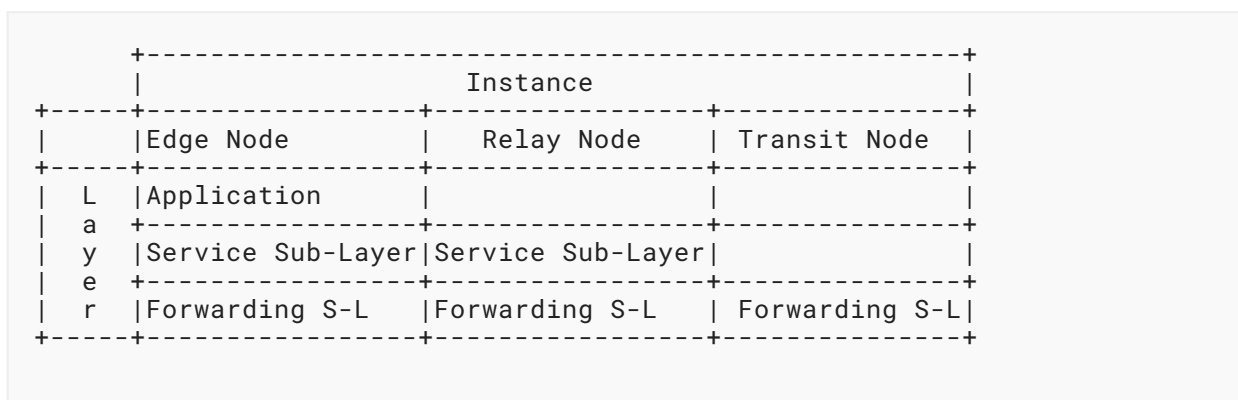 +---------------------------------------------------+
|                    Instance                       |
+-----+-----------------+-----------------+---------------+
|     |Edge Node        |   Relay Node    | Transit Node  |
+-----+-----------------+-----------------+---------------+
|  L  |Application      |                 |               |
|  a  +-----------------+-----------------+---------------+
|  y  |Service Sub-Layer|Service Sub-Layer|               |
|  e  +-----------------+-----------------+---------------+
|  r  |Forwarding S-L   |Forwarding S-L   | Forwarding S-L|
+-----+-----------------+-----------------+---------------+